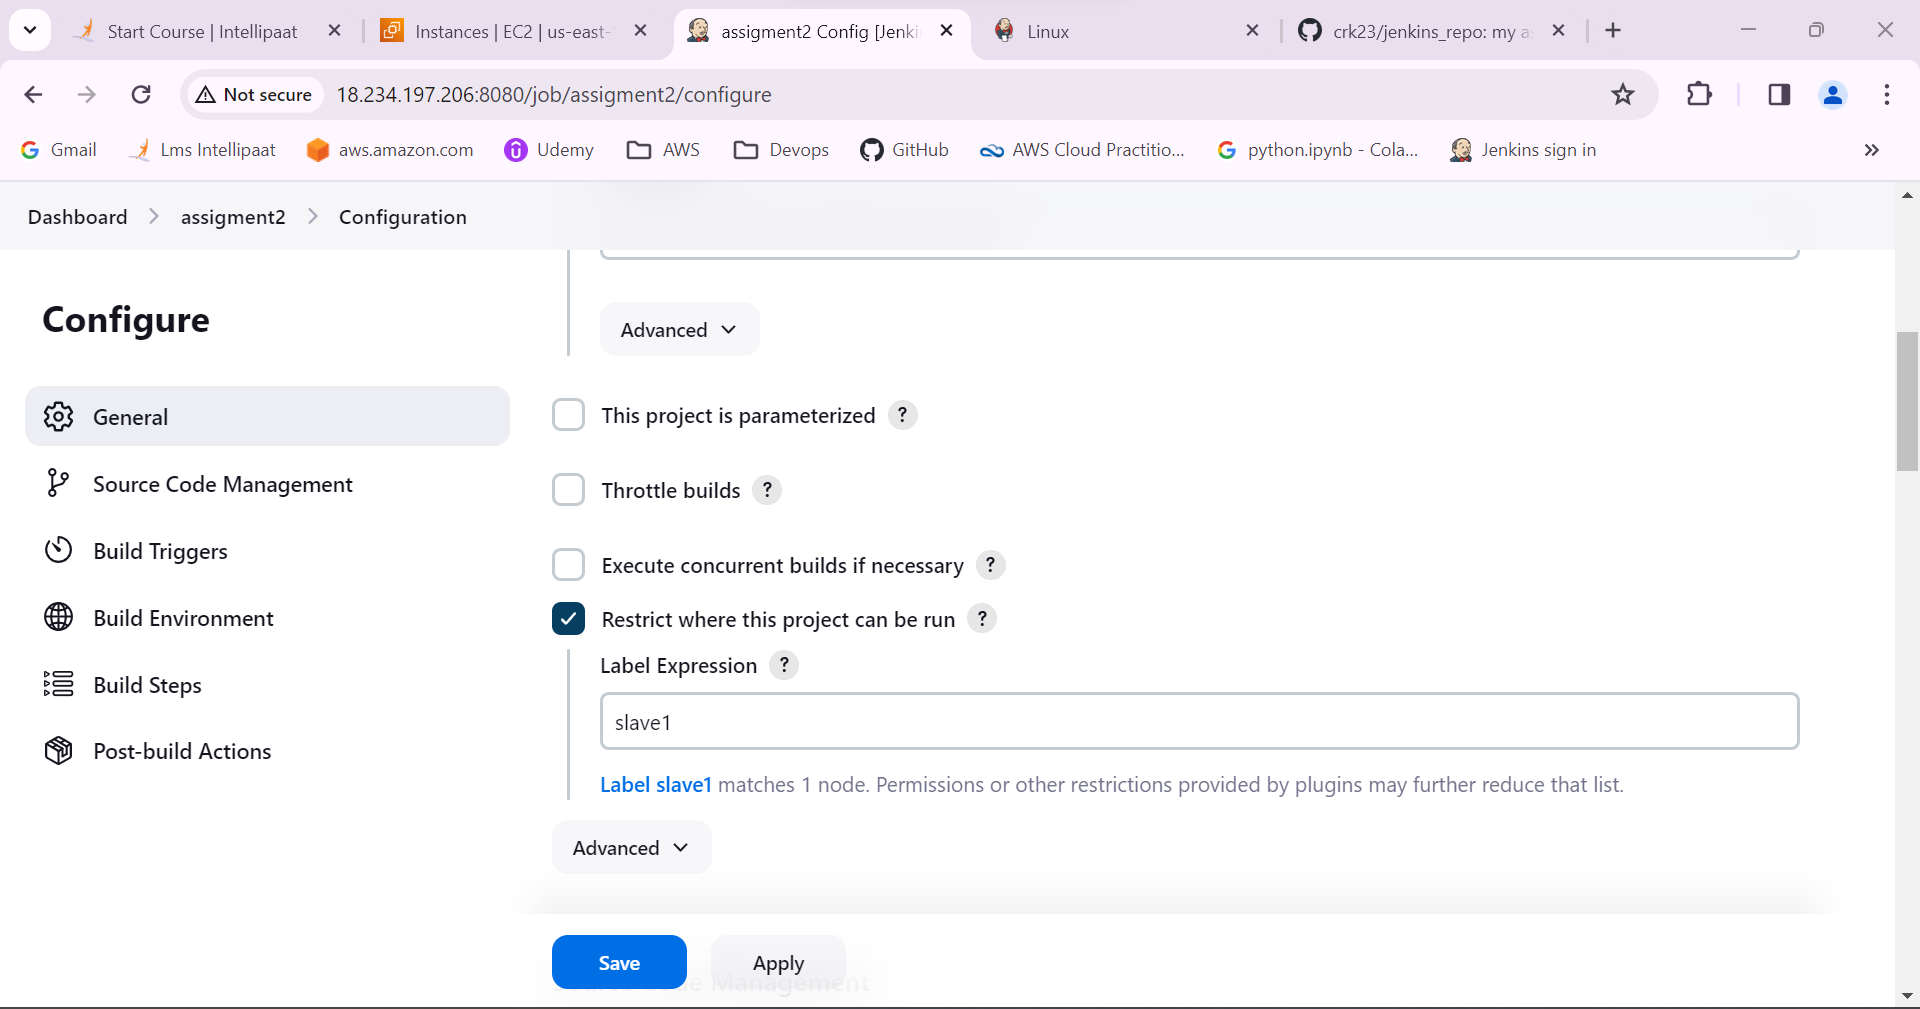 Start Course | Intellipaat
Instances | EC2 | us-east-
assigment2 Config [Jenki
Linux
crk23/jenkins_repo: my a
Not secure
18.234.197.206:8080/job/assigment2/configure
Gmail
Lms Intellipaat
aws.amazon.com
Udemy
AWS
Devops
GitHub
AWS Cloud Practitio...
python.ipynb - Cola...
Jenkins sign in
Dashboard
assigment2
Configuration
Configure
General
Source Code Management
Build Triggers
Build Environment
Build Steps
Post-build Actions
Advanced
This project is parameterized ?
Throttle builds ?
Execute concurrent builds if necessary ?
Restrict where this project can be run ?
Label Expression ?
slave1
Label slave1 matches 1 node. Permissions or other restrictions provided by plugins may further reduce that list.
Advanced
Save
Apply
Management